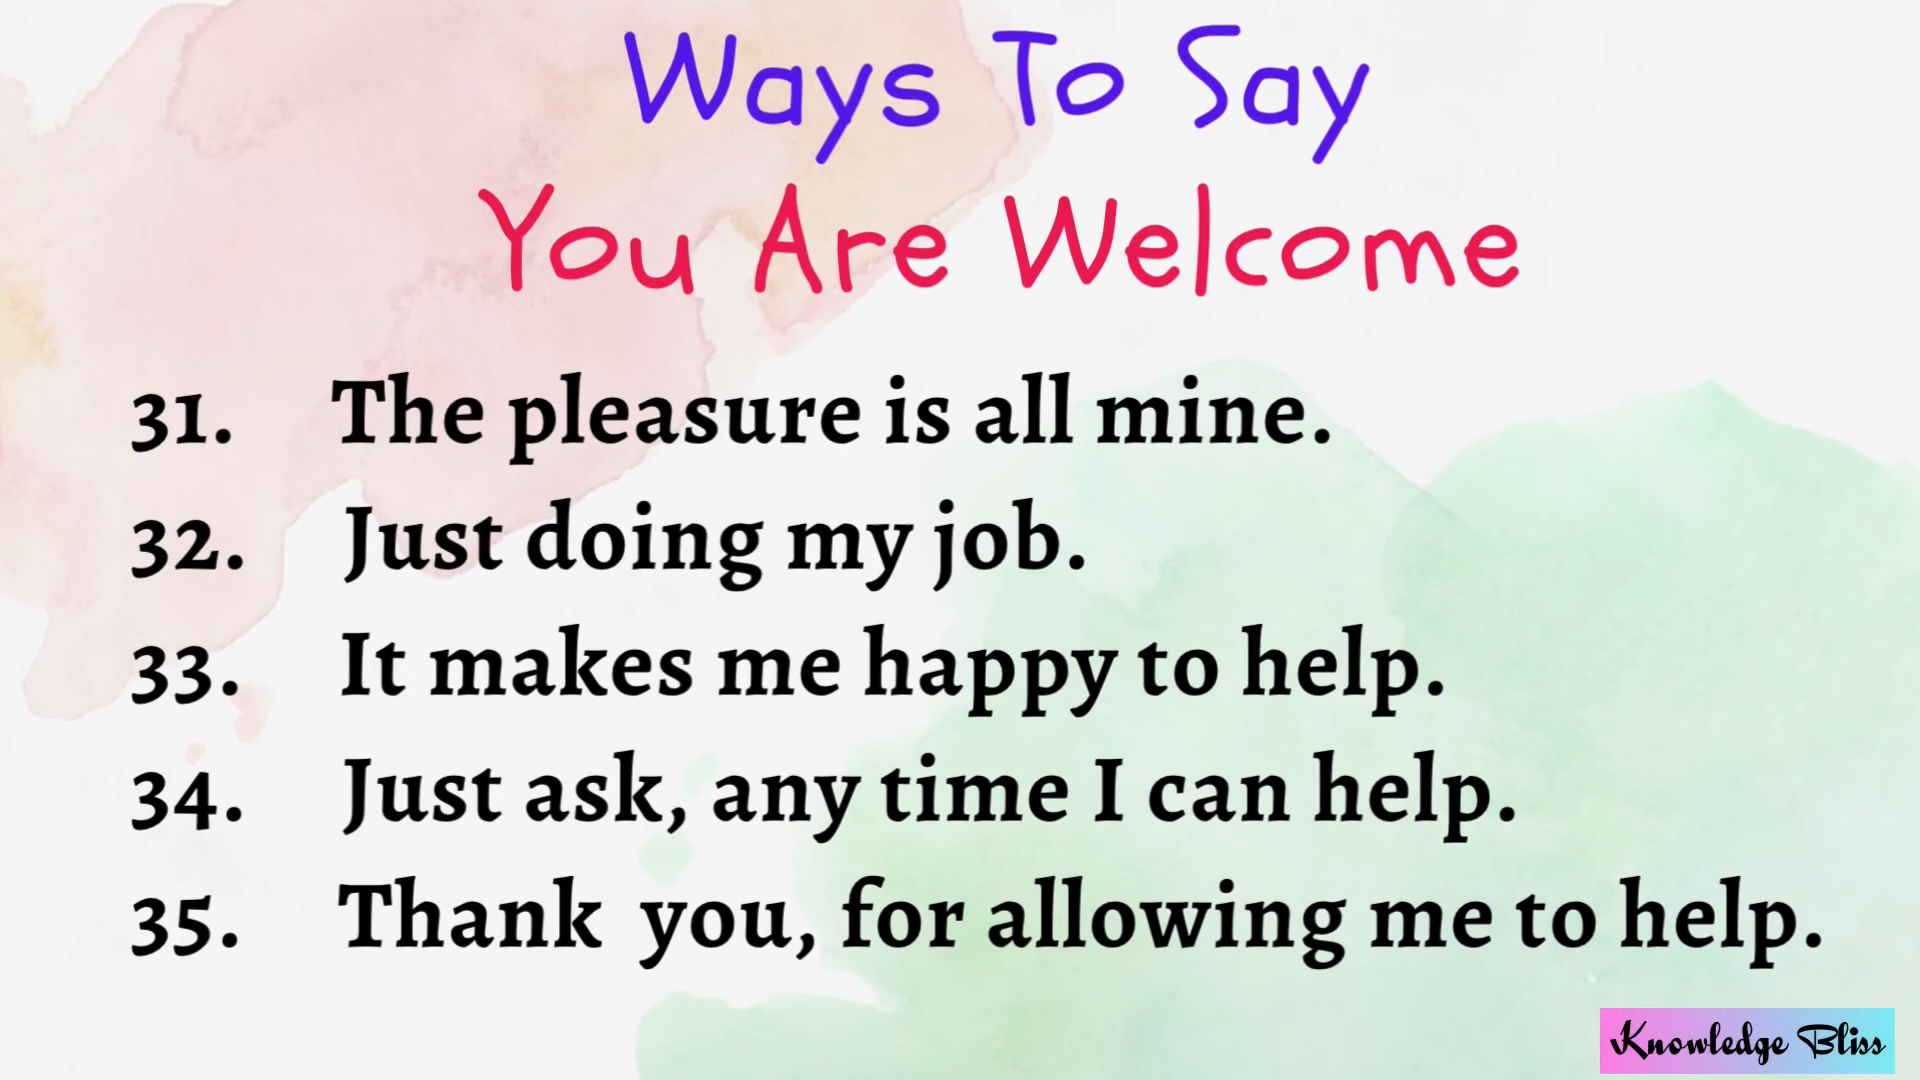 Ways To Say
You Are Welcome
31. The pleasure is all mine.
32. Just doing my job.
33. It makes me happy to help.
34. Just ask, any time I can help.
35. Thank you, for allowing me to help.
Knowledge Bliss